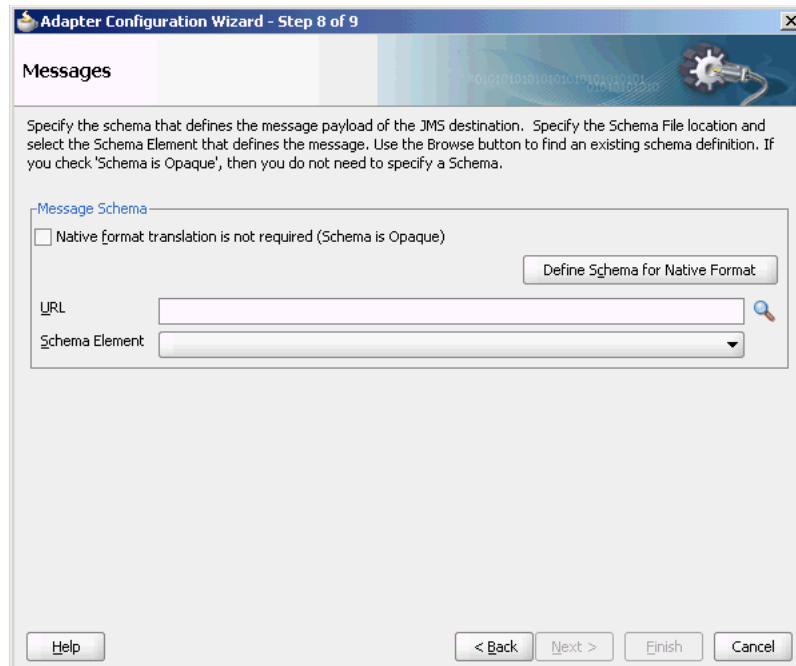 Adapter Configuration Wizard - Step 8 of 9
Messages
Specify the schema that defines the message payload of the JMS destination.  Specify the Schema File location and
select the Schema Element that defines the message. Use the Browse button to find an existing schema definition. If
you check 'Schema is Opaque', then you do not need to specify a Schema.
Message Schema
Native format translation is not required (Schema is Opaque)
Define Schema for Native Format
URL
Schema Element
Help
< Back
Next >
Finish
Cancel